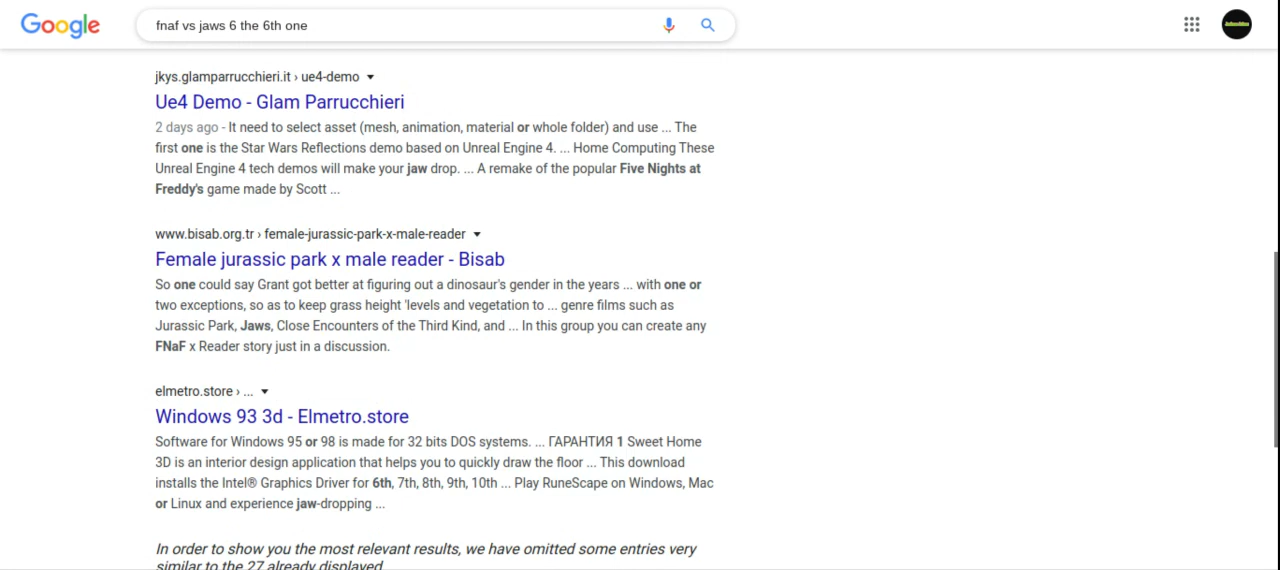 Google
fnaf vs jaws 6 the 6th one
jkys.glamparrucchieri.it › ue4-demo
Ue4 Demo - Glam Parrucchieri
2 days ago - It need to select asset (mesh, animation, material or whole folder) and use ... The
first one is the Star Wars Reflections demo based on Unreal Engine 4. ... Home Computing These
Unreal Engine 4 tech demos will make your jaw drop. ... A remake of the popular Five Nights at
Freddy's game made by Scott ...
www.bisab.org.tr › female-jurassic-park-x-male-reader
Female jurassic park x male reader - Bisab
So one could say Grant got better at figuring out a dinosaur's gender in the years ... with one or
two exceptions, so as to keep grass height 'levels and vegetation to ... genre films such as
Jurassic Park, Jaws, Close Encounters of the Third Kind, and ... In this group you can create any
FNaF x Reader story just in a discussion.
elmetro.store › ...
Windows 93 3d - Elmetro.store
Software for Windows 95 or 98 is made for 32 bits DOS systems. ... ГАРАНТИЯ 1 Sweet Home
3D is an interior design application that helps you to quickly draw the floor ... This download
installs the Intel® Graphics Driver for 6th, 7th, 8th, 9th, 10th ... Play RuneScape on Windows, Mac
or Linux and experience jaw-dropping ...
In order to show you the most relevant results, we have omitted some entries very
similar to the 27 already displayed